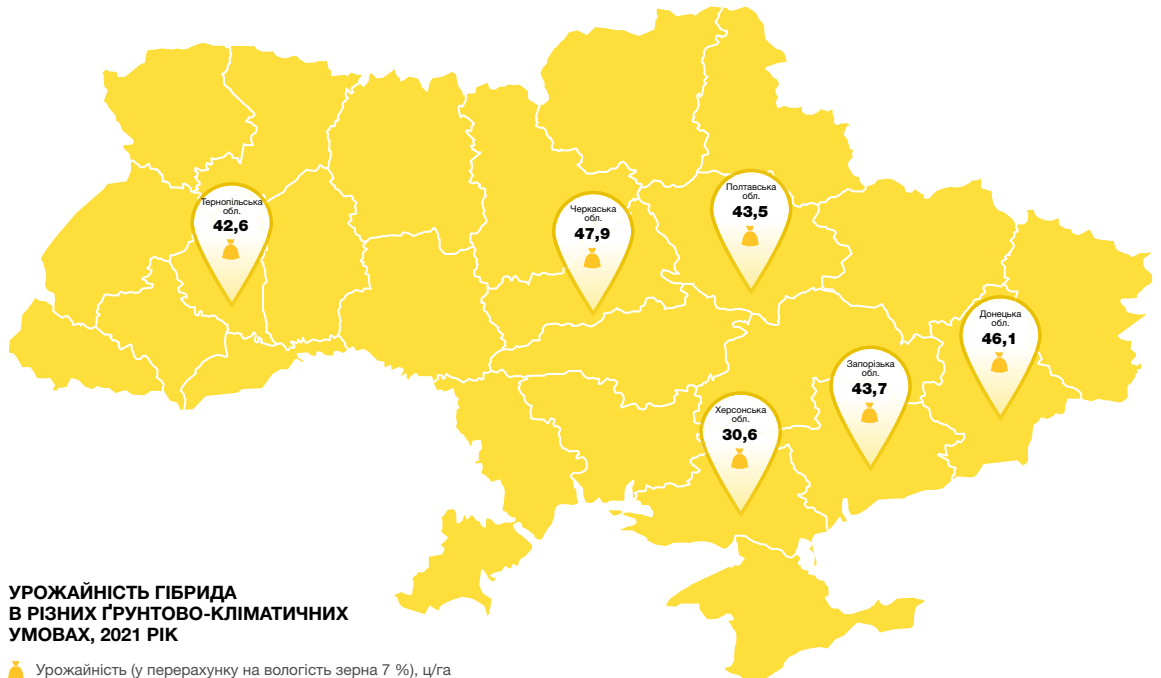 Тернопільська
обл.
42,6
Черкаська
обл.
47,9
Полтавська
обл.
43,5
Донецька
обл.
46,1
Запорізька
обл.
43,7
Херсонська
обл.
30,6
УРОЖАЙНІСТЬ ГІБРИДА
В РІЗНИХ ҐРУНТОВО-КЛІМАТИЧНИХ
УМОВАХ, 2021 РІК
Урожайність (у перерахунку на вологість зерна 7 %), ц/га